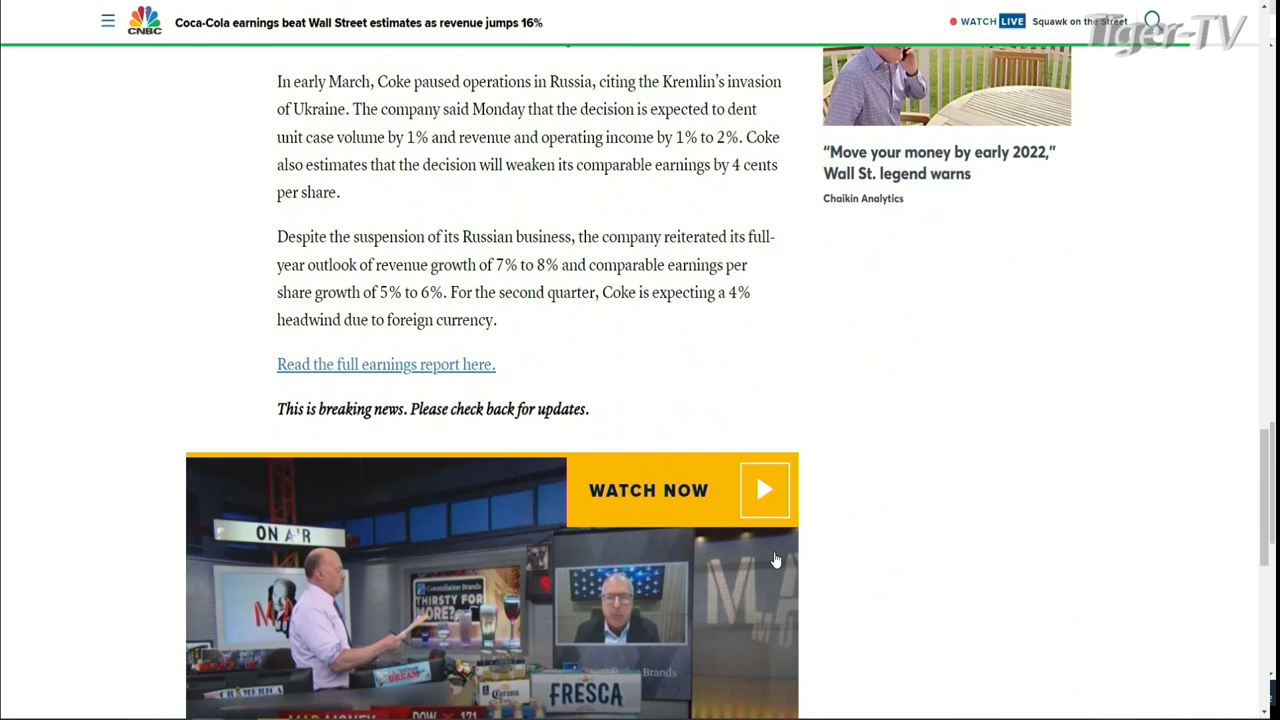 CNBC
Coca-Cola earnings beat Wall Street estimates as revenue jumps 16%
WATCH LIVE Squawk on the Street
Tiger-TV
In early March, Coke paused operations in Russia, citing the Kremlin’s invasion
of Ukraine. The company said Monday that the decision is expected to dent
unit case volume by 1% and revenue and operating income by 1% to 2%. Coke
also estimates that the decision will weaken its comparable earnings by 4 cents
per share.
Despite the suspension of its Russian business, the company reiterated its full-
year outlook of revenue growth of 7% to 8% and comparable earnings per
share growth of 5% to 6%. For the second quarter, Coke is expecting a 4%
headwind due to foreign currency.
Read the full earnings report here.
This is breaking news. Please check back for updates.
“Move your money by early 2022,”
Wall St. legend warns
Chaikin Analytics
WATCH NOW
ON AIR
Constellation Brands
THIRSTY FOR
MORE?
DREAM
CRAMERICA
Corona
FRESCA
Brands
MAD MONEY
DOW
171